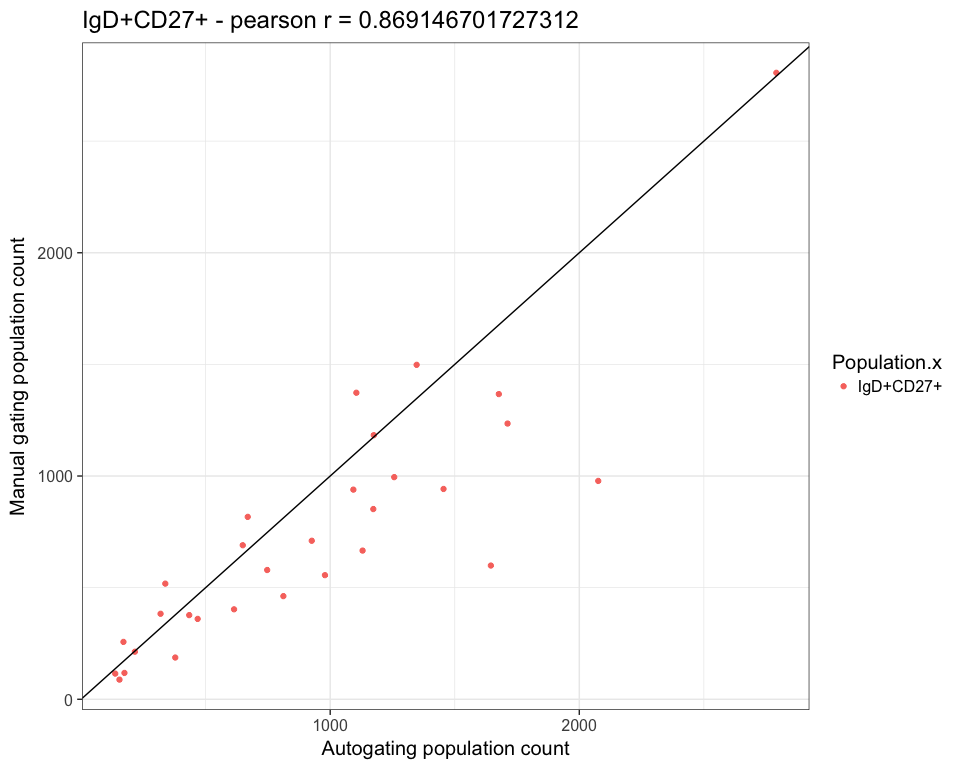 IgD+CD27+ - pearson r = 0.869146701727312
Manual gating population count
2000
1000
0
1000
2000
Autogating population count
Population.x
IgD+CD27+